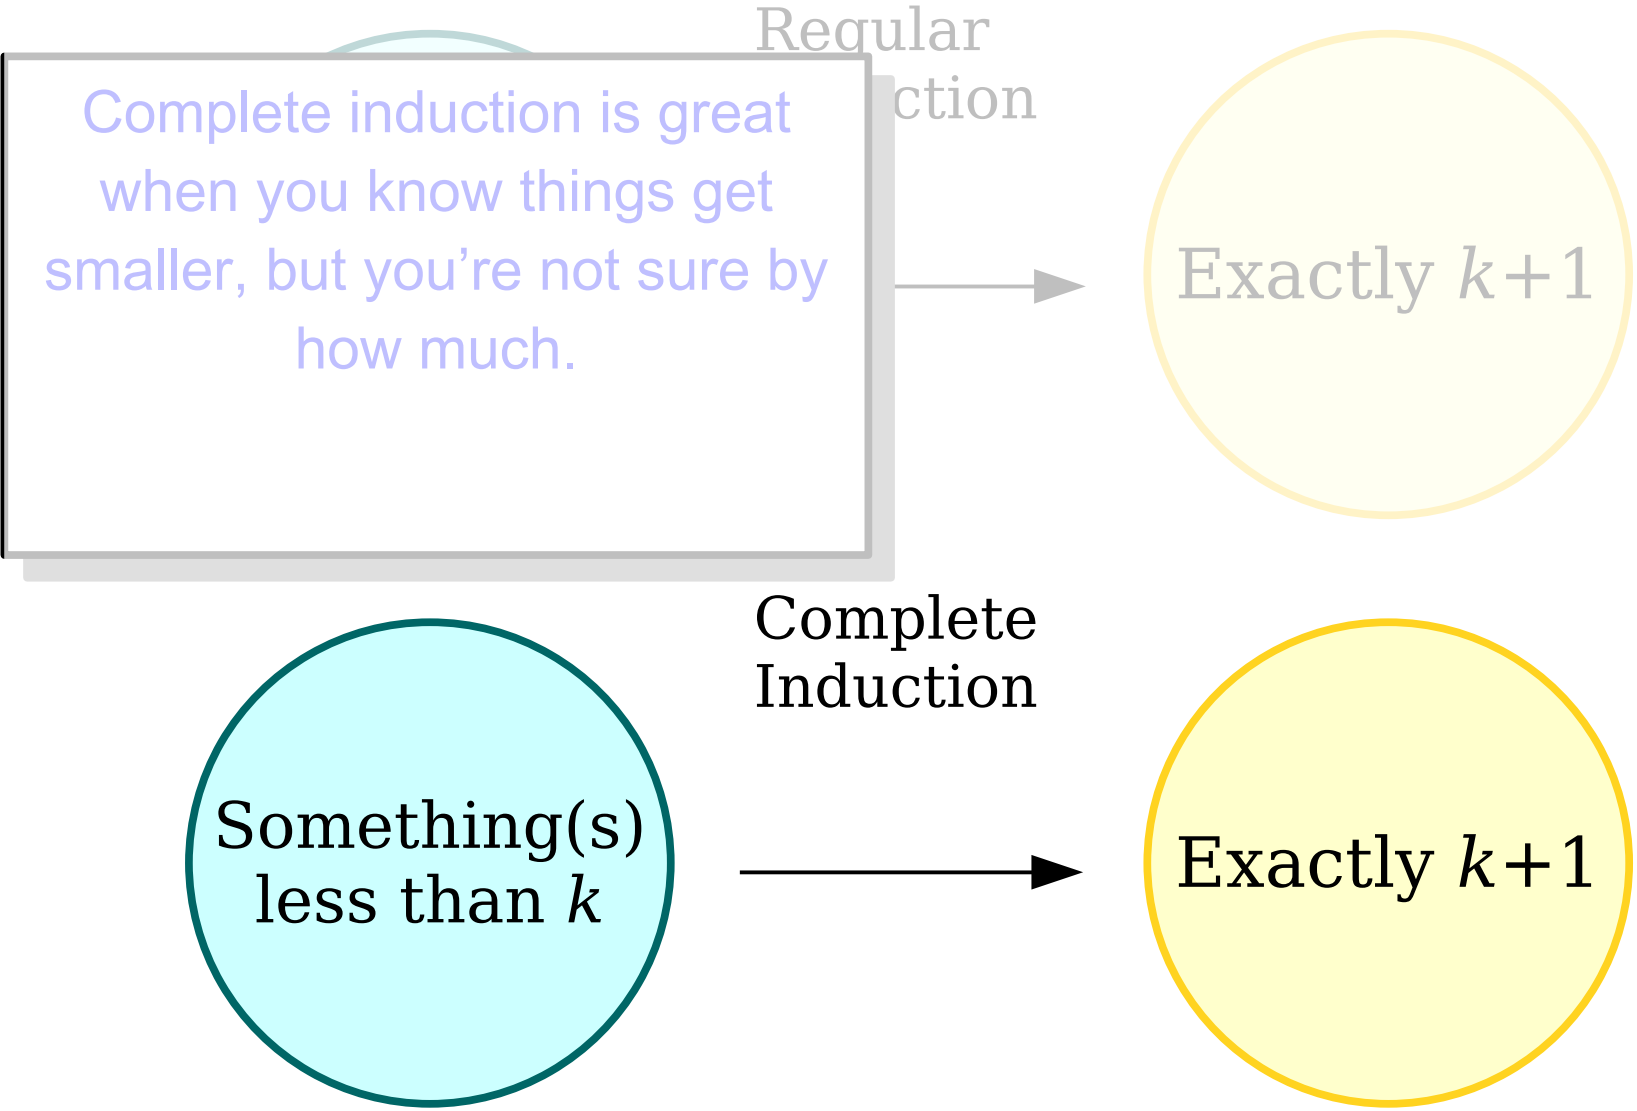 Regular
ction
Complete induction is great
when you know things get
smaller, but you’re not sure by
how much.
Exactly k+1
Complete
Induction
Something(s)
less than k
Exactly k+1